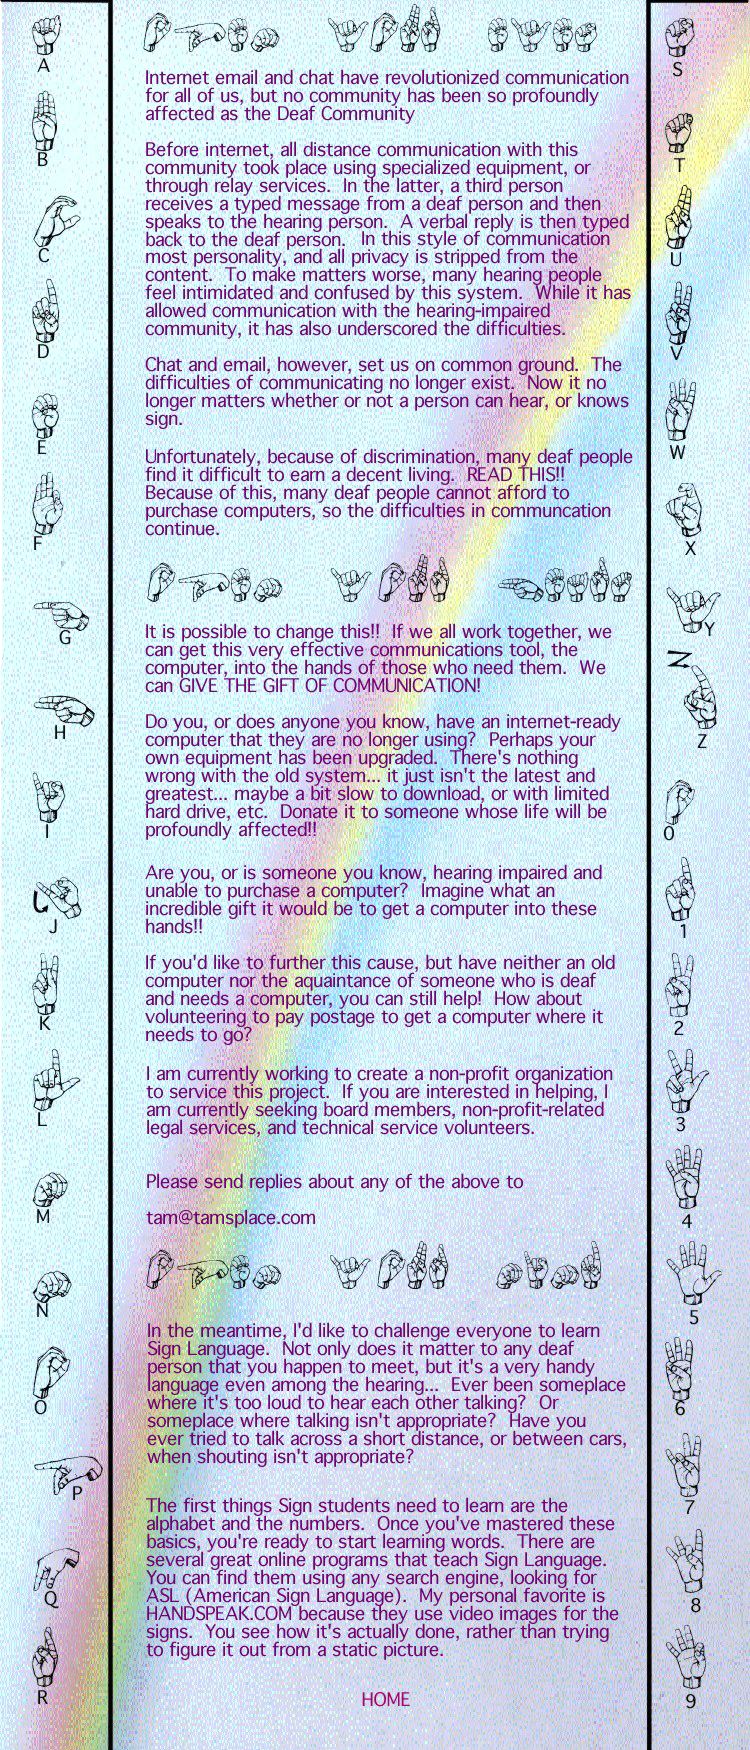 A
B
C
D
E
F
G
H
I
J
K
L
M
N
O
P
Q
R
Internet email and chat have revolutionized communication
for all of us, but no community has been so profoundly
affected as the Deaf Community
Before internet, all distance communication with this
community took place using specialized equipment, or
through relay services. In the latter, a third person
receives a typed message from a deaf person and then
speaks to the hearing person. A verbal reply is then typed
back to the deaf person. In this style of communication
most personality, and all privacy is stripped from the
content. To make matters worse, many hearing people
feel intimidated and confused by this system. While it has
allowed communication with the hearing-impaired
community, it has also underscored the difficulties.
Chat and email, however, set us on common ground. The
difficulties of communicating no longer exist. Now it no
longer matters whether or not a person can hear, or knows
sign.
Unfortunately, because of discrimination, many deaf people
find it difficult to earn a decent living. READ THIS!!
Because of this, many deaf people cannot afford to
purchase computers, so the difficulties in communcation
continue.
It is possible to change this!! If we all work together, we
can get this very effective communications tool, the
computer, into the hands of those who need them. We
can GIVE THE GIFT OF COMMUNICATION!
Do you, or does anyone you know, have an internet-ready
computer that they are no longer using? Perhaps your
own equipment has been upgraded. There's nothing
wrong with the old system... it just isn't the latest and
greatest... maybe a bit slow to download, or with limited
hard drive, etc. Donate it to someone whose life will be
profoundly affected!!
Are you, or is someone you know, hearing impaired and
unable to purchase a computer? Imagine what an
incredible gift it would be to get a computer into these
hands!!
If you'd like to further this cause, but have neither an old
computer nor the aquaintance of someone who is deaf
and needs a computer, you can still help! How about
volunteering to pay postage to get a computer where it
needs to go?
I am currently working to create a non-profit organization
to service this project. If you are interested in helping, I
am currently seeking board members, non-profit-related
legal services, and technical service volunteers.
Please send replies about any of the above to
tam@tamsplace.com
In the meantime, I'd like to challenge everyone to learn
Sign Language. Not only does it matter to any deaf
person that you happen to meet, but it's a very handy
language even among the hearing... Ever been someplace
where it's too loud to hear each other talking? Or
someplace where talking isn't appropriate? Have you
ever tried to talk across a short distance, or between cars,
when shouting isn't appropriate?
The first things Sign students need to learn are the
alphabet and the numbers. Once you've mastered these
basics, you're ready to start learning words. There are
several great online programs that teach Sign Language.
You can find them using any search engine, looking for
ASL (American Sign Language). My personal favorite is
HANDSPEAK.COM because they use video images for the
signs. You see how it's actually done, rather than trying
to figure it out from a static picture.
HOME
S
T
U
V
W
X
Y
Z
0
1
2
3
4
5
6
7
8
9